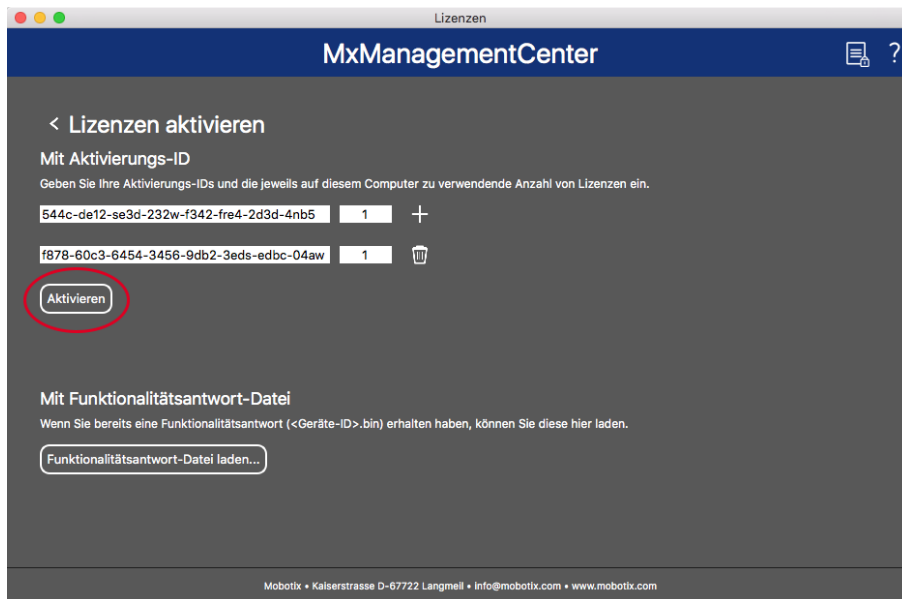 Lizenzen
MxManagementCenter
?
< Lizenzen aktivieren
Mit Aktivierungs-ID
Geben Sie Ihre Aktivierungs-IDs und die jeweils auf diesem Computer zu verwendende Anzahl von Lizenzen ein.
544c-de12-se3d-232w-f342-fre4-2d3d-4nb5 1 +
f878-60c3-6454-3456-9db2-3eds-edbc-04aw 1
Aktivieren
Mit Funktionalitätsantwort-Datei
Wenn Sie bereits eine Funktionalitätsantwort (<Geräte-ID>.bin) erhalten haben, können Sie diese hier laden.
Funktionalitätsantwort-Datei laden...
Mobotix • Kaiserstrasse D-67722 Langmeil • info@mobotix.com • www.mobotix.com